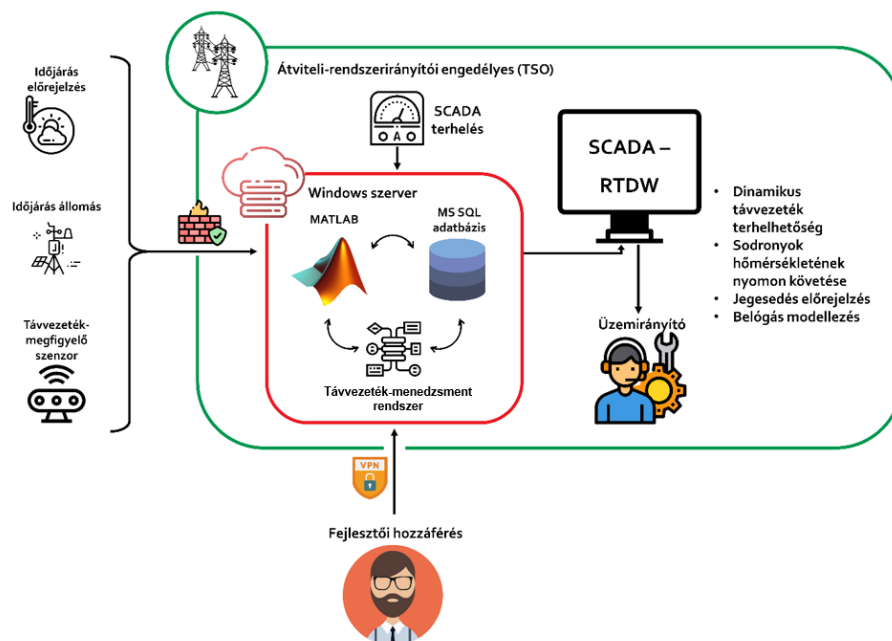 Átviteli-rendszerirányítói engedélyes (TSO)
Időjárás
előrejelzés
Időjárás állomás
Távvezeték-
megfigyelő
szenzor
SCADA
terhelés
A
Windows szerver
MATLAB
MS SQL
adatbázis
Távvezeték-menedzsment
rendszer
SCADA –
RTDW
• Dinamikus
távvezeték
terhelhetőség
• Sodronyok
hőmérsékletének
nyomon követése
• Jegesedés előrejelzés
• Belógás modellezés
Üzemirányító
VPN
Fejlesztői hozzáférés